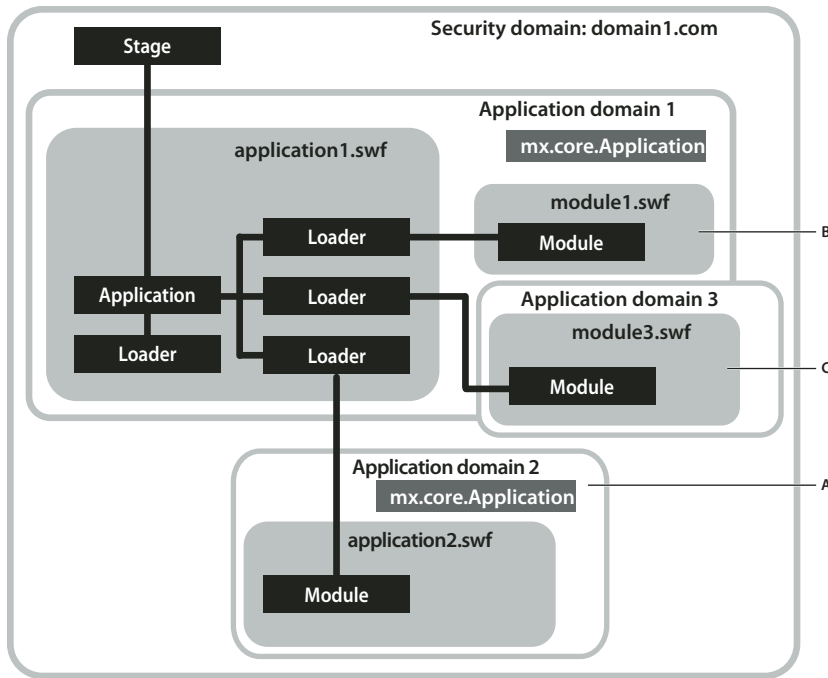 Security domain: domain1.com
Stage
Application domain 1
mx.core.Application
application1.swf
module1.swf
Loader
Module
B
Application
Loader
Application domain 3
module3.swf
Loader
Loader
Module
C
Application domain 2
mx.core.Application
A
application2.swf
Module